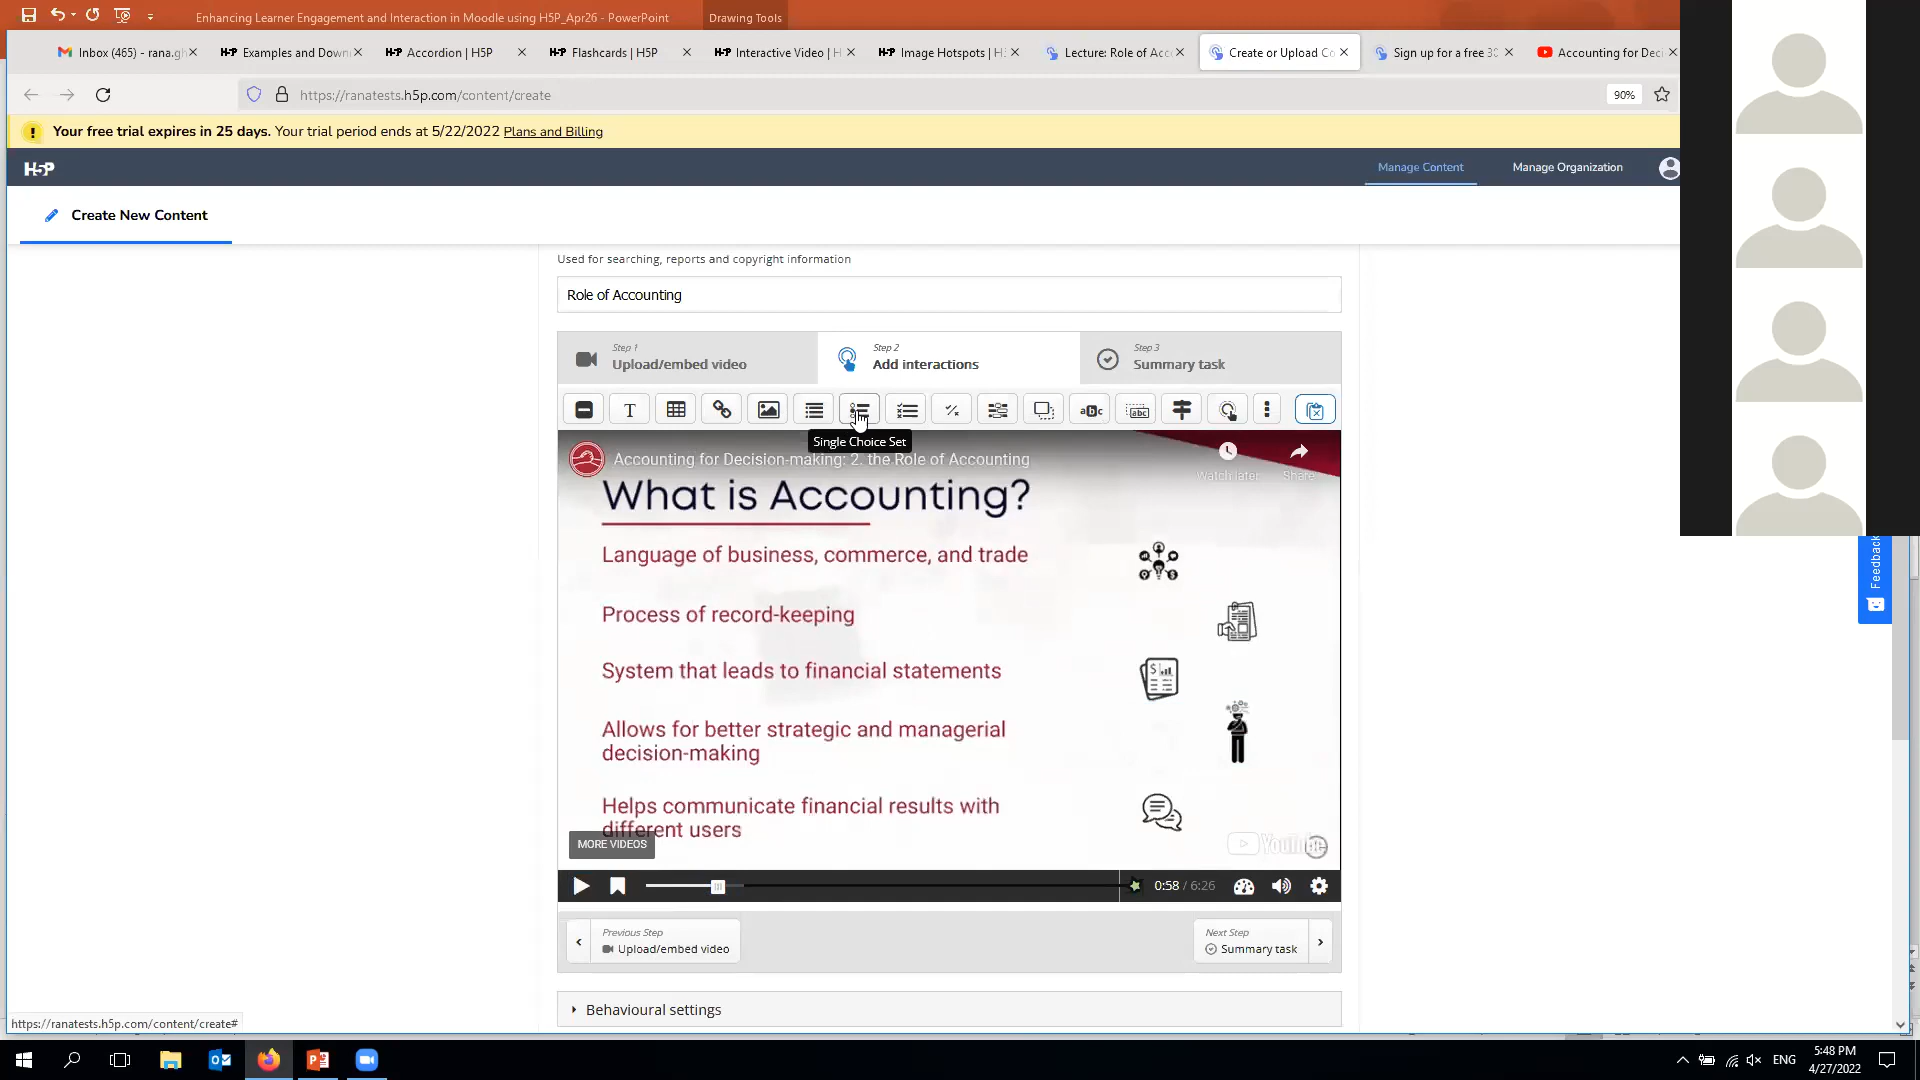 Enhancing Learner Engagement and Interaction in Moodle using H5P_Apr26 - PowerPoint
Drawing Tools
Inbox (465) - rana.gh
H-P Examples and Down
H-P Accordion | H5P
H-P Flashcards | H5P
H-P Interactive Video | H
H-P Image Hotspots | H
Lecture: Role of Acc
Create or Upload Co
Sign up for a free 30
Accounting for Deci
https://ranatests.h5p.com/content/create
90%
! Your free trial expires in 25 days. Your trial period ends at 5/22/2022 Plans and Billing
H5P
Manage Content
Manage Organization
Create New Content
Used for searching, reports and copyright information
Role of Accounting
Step 1
Upload/embed video
Step 2
Add interactions
Step 3
Summary task
T
abc
abc
Single Choice Set
Accounting for Decision-making: 2. the Role of Accounting
Watch later
Share
What is Accounting?
Language of business, commerce, and trade
Process of record-keeping
System that leads to financial statements
Allows for better strategic and managerial
decision-making
Helps communicate financial results with
different users
MORE VIDEOS
YouTube
0:58 / 6:26
Previous Step
Upload/embed video
Next Step
Summary task
Behavioural settings
Feedback
https://ranatests.h5p.com/content/create#
ENG
5:48 PM
4/27/2022